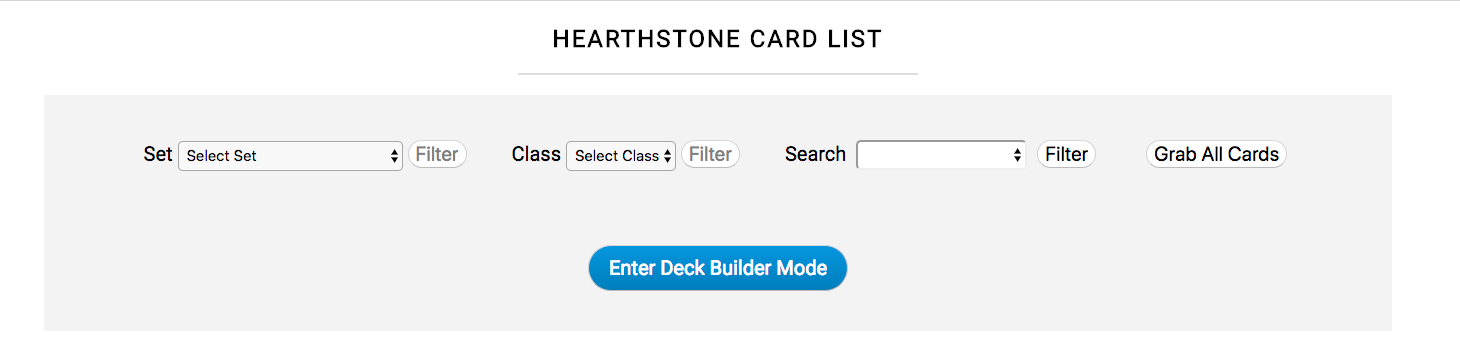 HEARTHSTONE CARD LIST
Set Select Set Filter Class Select Class Filter Search Filter Grab All Cards
Enter Deck Builder Mode